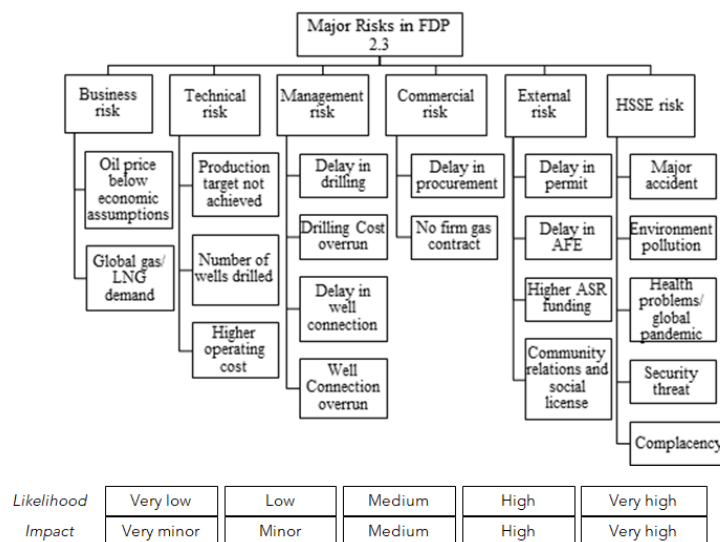 Major Risks in FDP
2.3
Business
risk
Technical
risk
Management
risk
Commercial
risk
External
risk
HSSE risk
Oil price
below
economic
assumptions
Global gas/
LNG
demand
Production
target not
achieved
Number of
wells drilled
Higher
operating
cost
Delay in
drilling
Drilling Cost
overrun
Delay in
well
connection
Well
Connection
overrun
Delay in
procurement
No firm gas
contract
Delay in
permit
Delay in
AFE
Higher ASR
funding
Community
relations and
social
license
Major
accident
Environment
pollution
Health
problems/
global
pandemic
Security
threat
Complacency
Likelihood Very low Low Medium High Very high
Impact Very minor Minor Medium High Very high